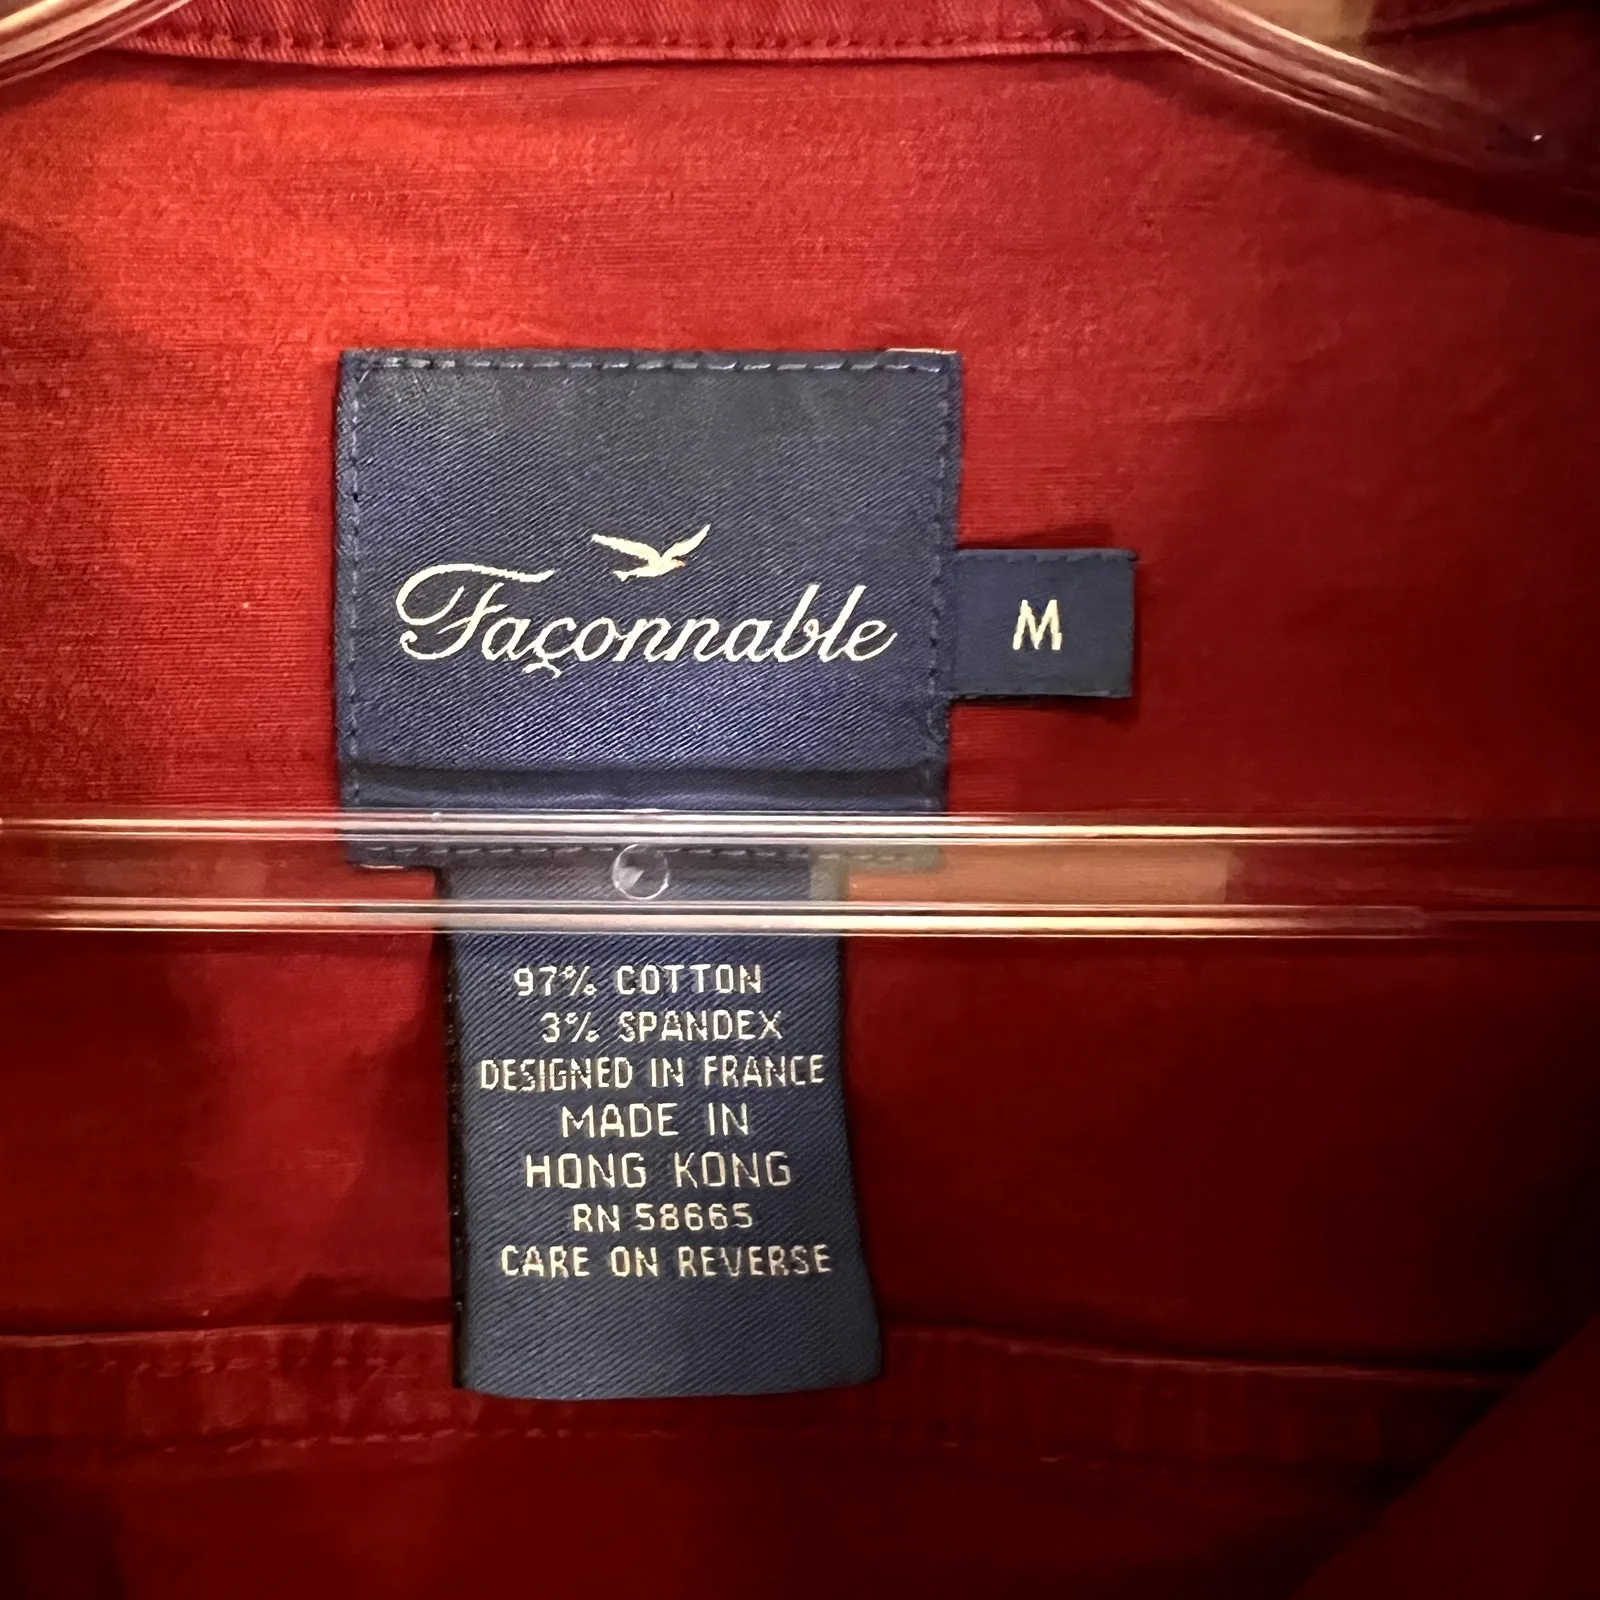 Façonnable
M
97% COTTON
3% SPANDEX
DESIGNED IN FRANCE
MADE IN
HONG KONG
RN 58665
CARE ON REVERSE